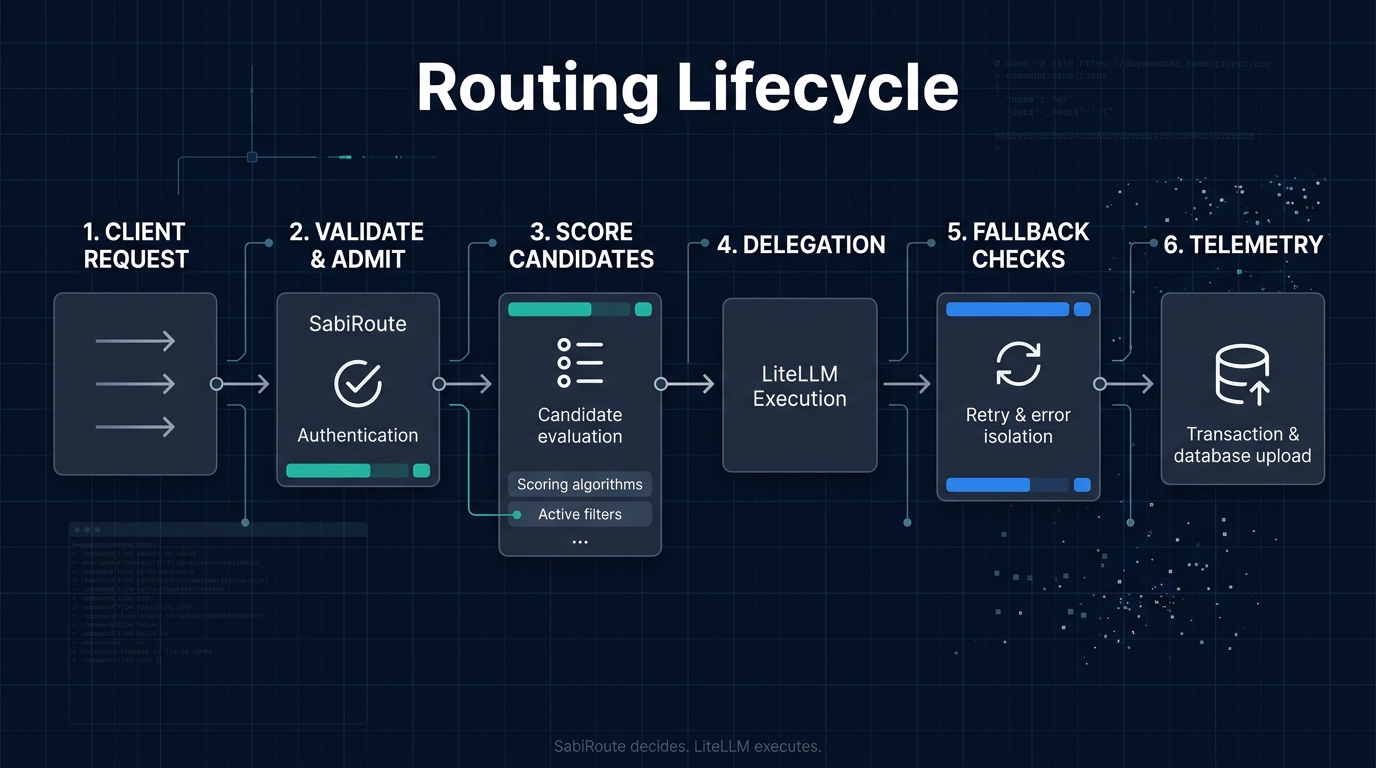 Routing Lifecycle
1. CLIENT
REQUEST
2. VALIDATE
& ADMIT
3. SCORE
CANDIDATES
4. DELEGATION
5. FALLBACK
CHECKS
6. TELEMETRY
SabiRoute
Authentication
Candidate
evaluation
Scoring algorithms
Active filters
...
LiteLLM
Execution
Retry & error
isolation
Transaction &
database upload
SabiRoute decides. LiteLLM executes.